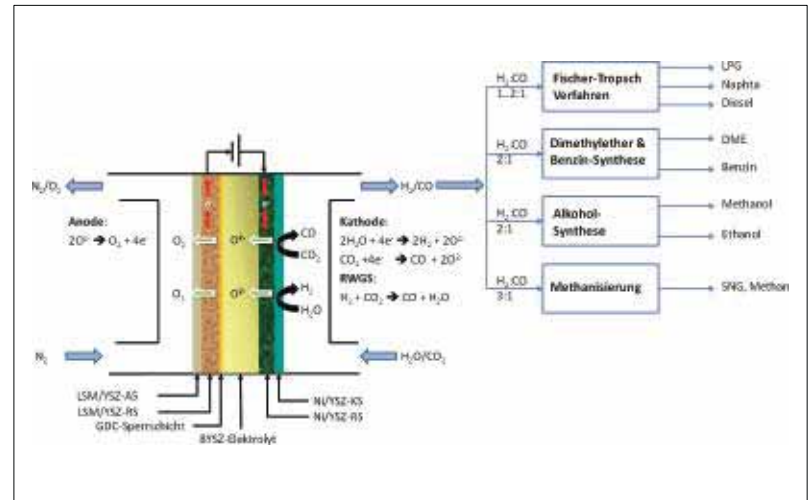 N₂/O₂
Anode:
2O²⁻ ➔ O₂ + 4e⁻
N₂
O₂
O²⁻
CO
CO₂
O₂
O²⁻
H₂
H₂O
H₂/CO
Kathode:
2H₂O + 4e⁻ ➔ 2H₂ + 2O²⁻
CO₂ +4e⁻ ➔ CO + 2O²⁻
RWGS:
H₂ + CO₂ ➔ CO + H₂O
H₂O/CO₂
LSM/YSZ-AS
LSM/YSZ-RS
GDC-Sperrschicht
8YSZ-Elektrolyt
Ni/YSZ-KS
Ni/YSZ-RS
H₂:CO
1..2:1
Fischer-Tropsch
Verfahren
LPG
Naphta
Diesel
H₂:CO
2:1
Dimethylether &
Benzin-Synthese
DME
Benzin
H₂:CO
2:1
Alkohol-
Synthese
Methanol
Ethanol
H₂:CO
3:1
Methanisierung
SNG, Methan